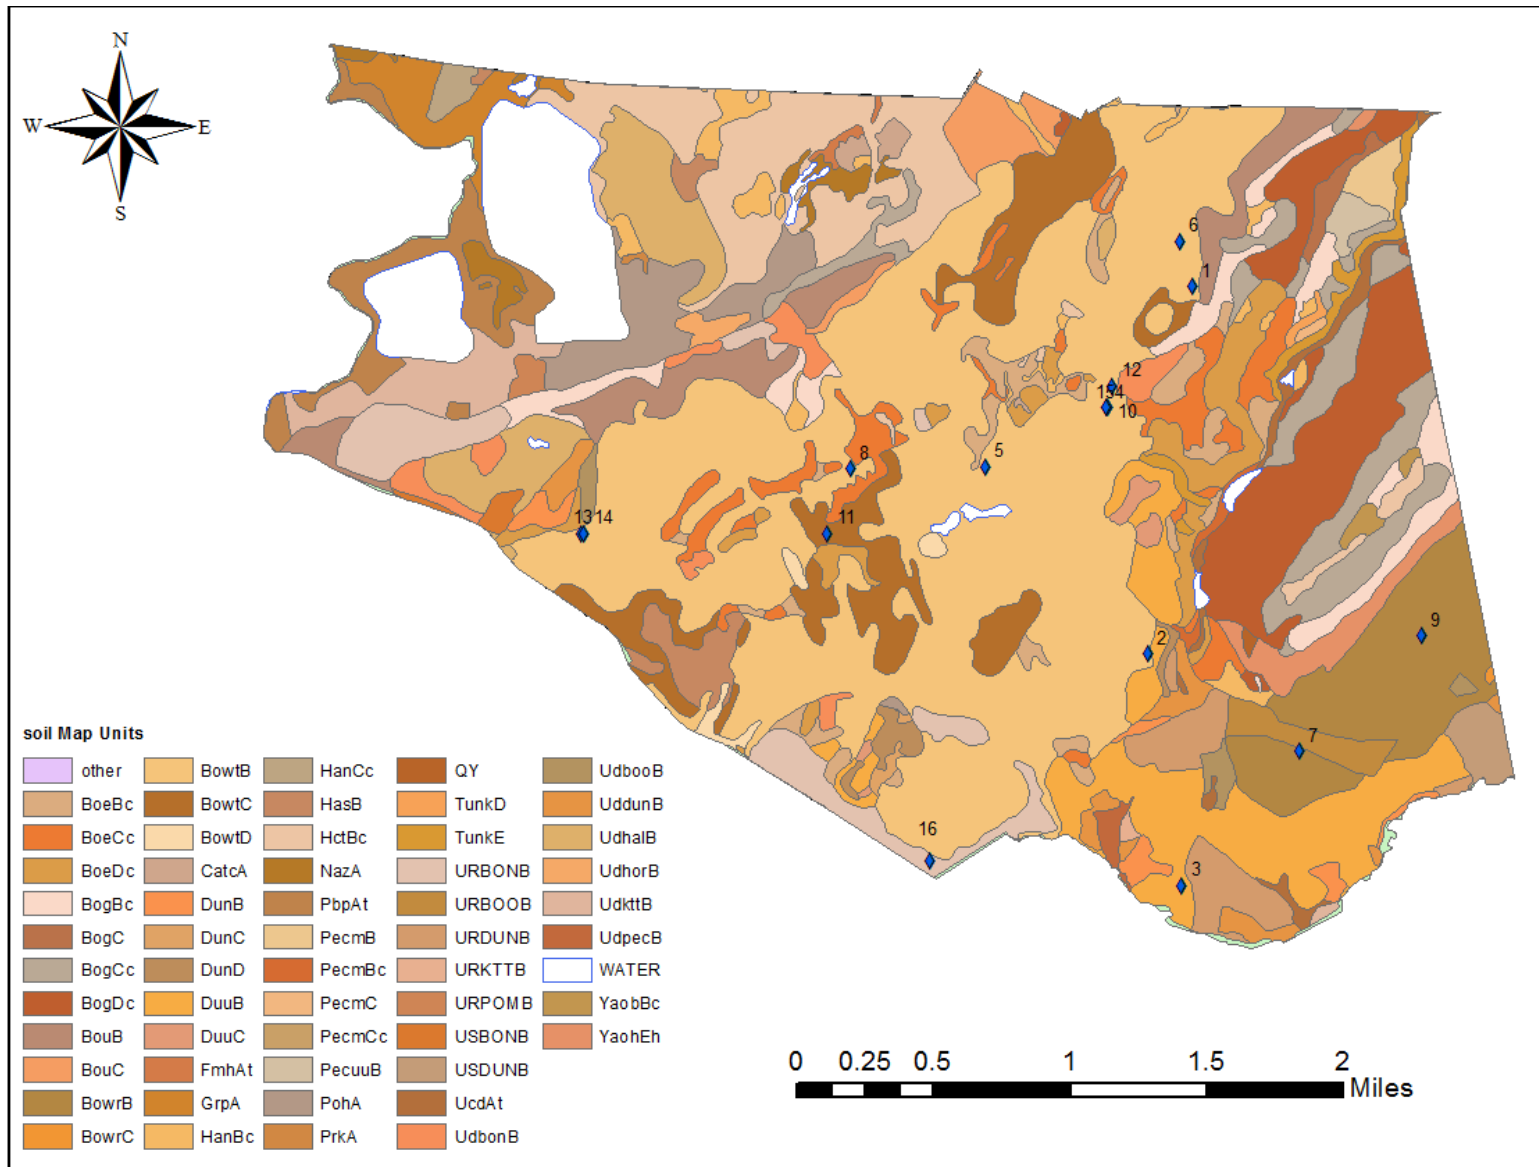 N
W E
S
6
1
12
154
10
8
5
13 14
11
2
9
7
16
3
soil Map Units
other BowtB HanCc QY UdbooB
BoeBc BowtC HasB TunkD UddunB
BoeCc BowtD HctBc TunkE UdhalB
BoeDc CatcA NazA URBONB UdhorB
BogBc DunB PbpAt URBOOB UdkttB
BogC DunC PecmB URDUNB UdpecB
BogCc DunD PecmBc URKTTB WATER
BogDc DuuB PecmC URPOMB YaobBc
BouB DuuC PecmCc USBONB YaohEh
BouC FmhAt PecuuB USDUNB
BowrB GrpA PohA UcdAt
BowrC HanBc PrkA UdbonB
0 0.25 0.5 1 1.5 2
Miles